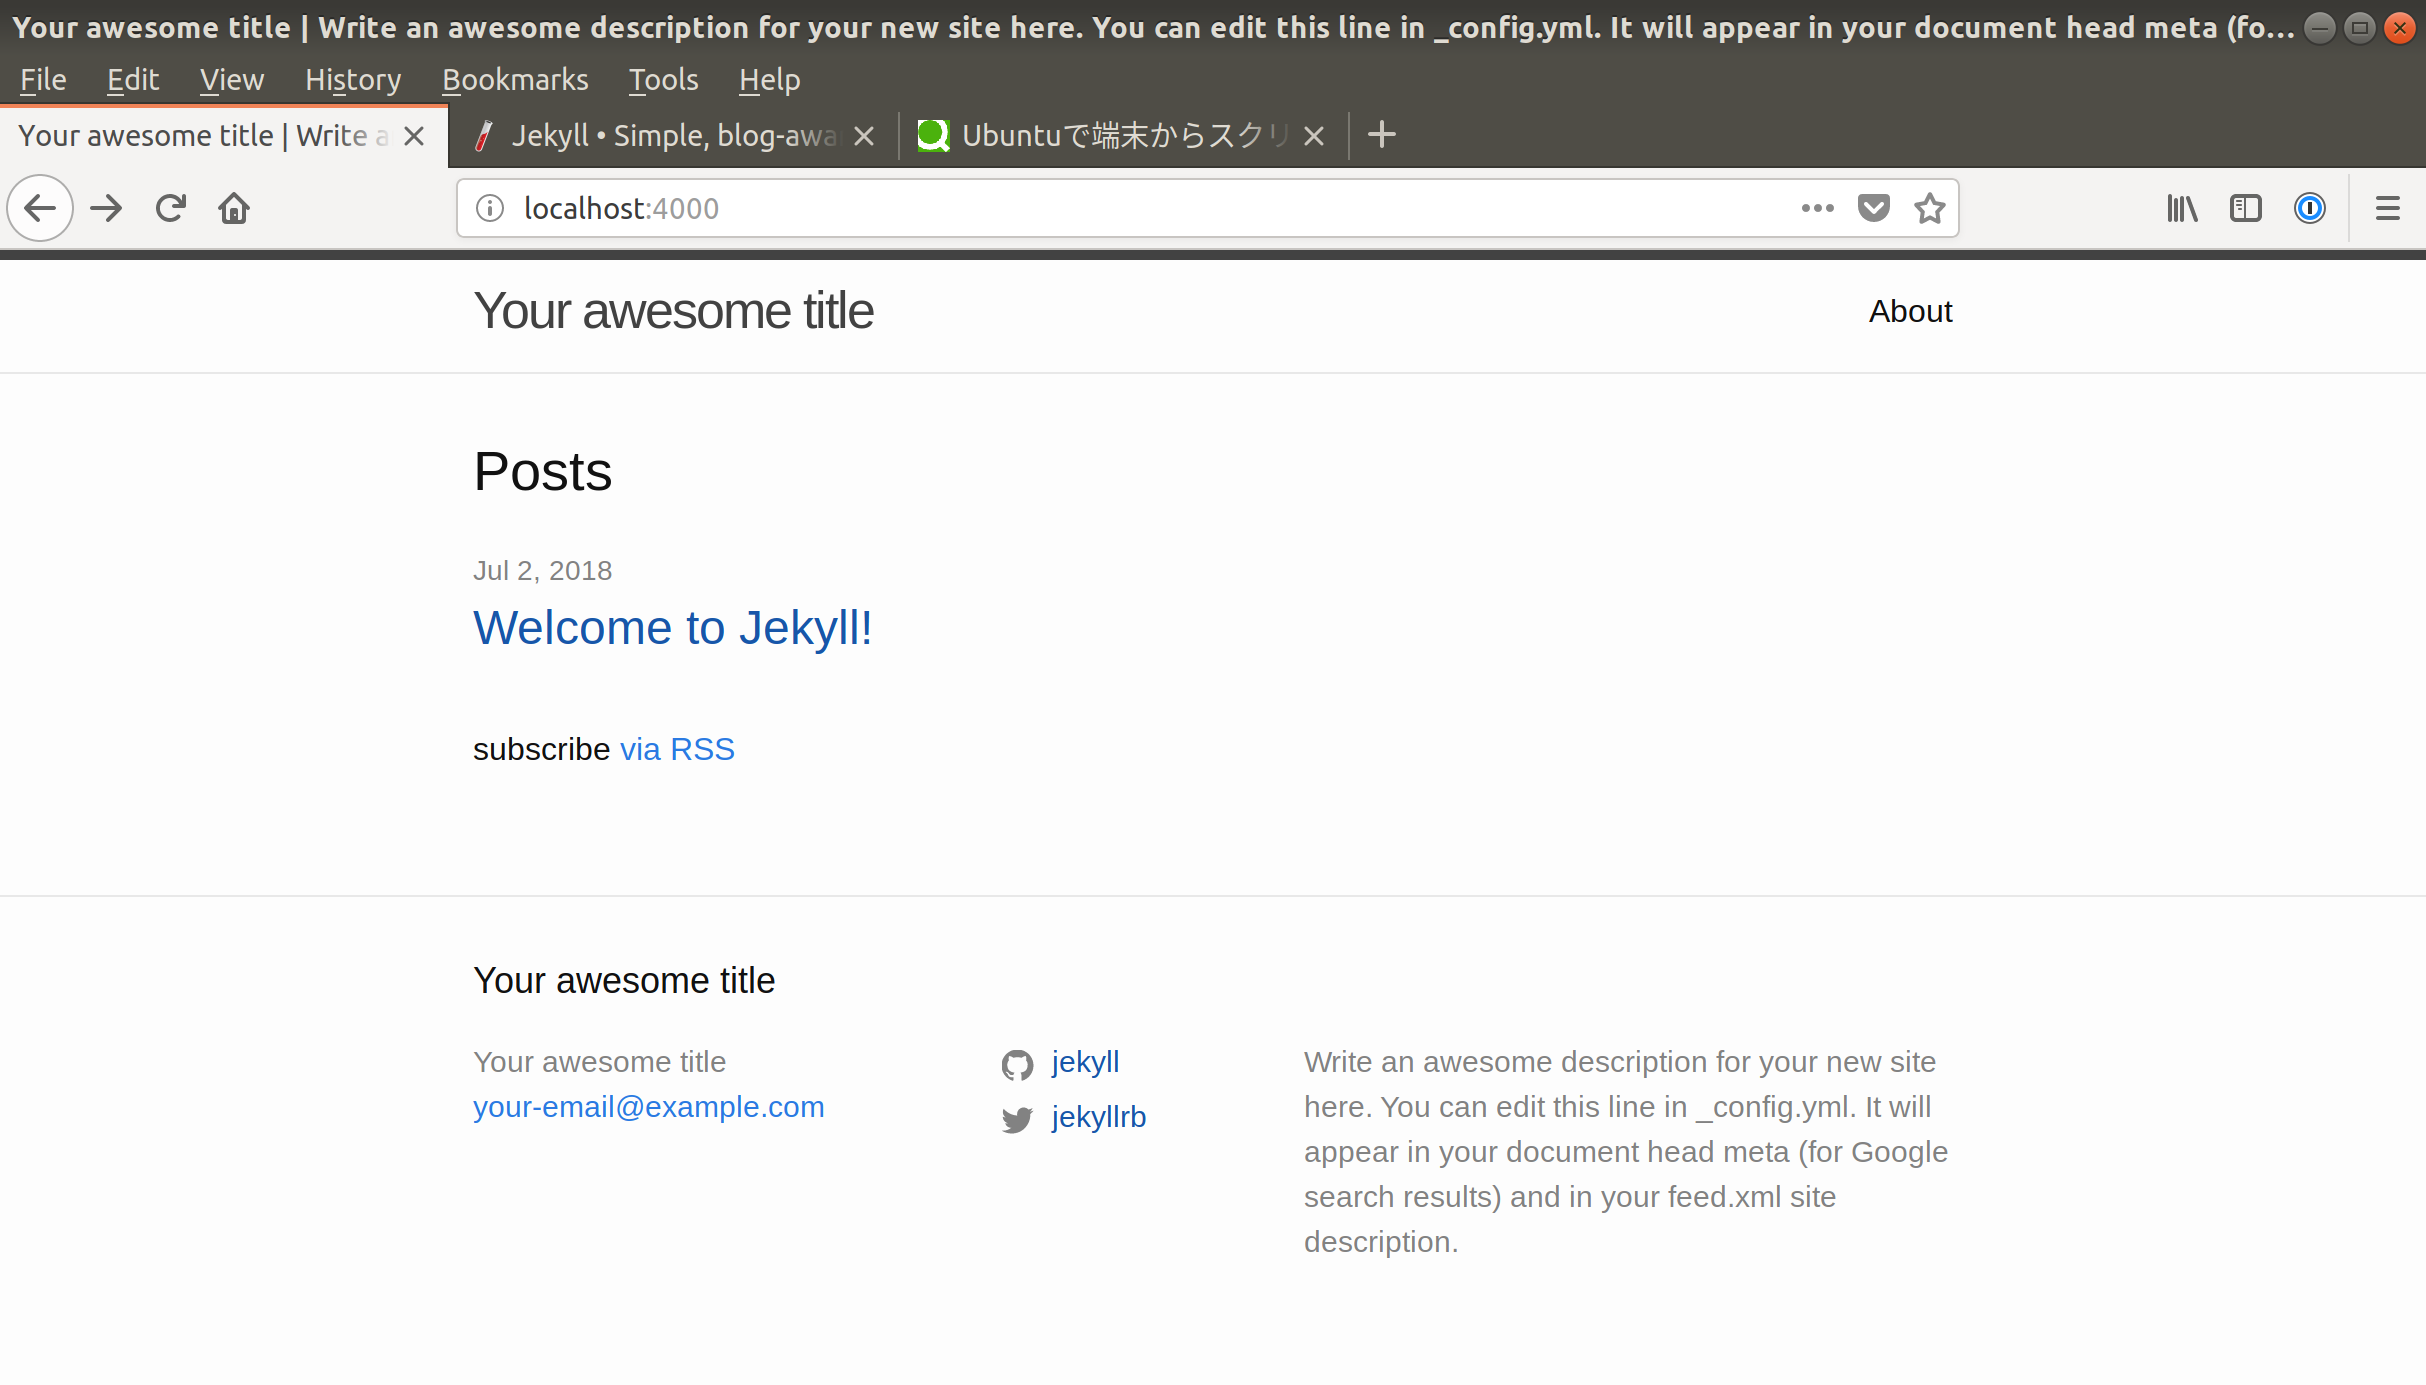 Your awesome title | Write an awesome description for your new site here. You can edit this line in _config.yml. It will appear in your document head meta (fo...
File Edit View History Bookmarks Tools Help
Your awesome title | Write a
Jekyll • Simple, blog-awa
Ubuntuで端末からスクリ
localhost:4000
Your awesome title
About
Posts
Jul 2, 2018
Welcome to Jekyll!
subscribe via RSS
Your awesome title
Your awesome title
your-email@example.com
jekyll
jekyllrb
Write an awesome description for your new site
here. You can edit this line in _config.yml. It will
appear in your document head meta (for Google
search results) and in your feed.xml site
description.